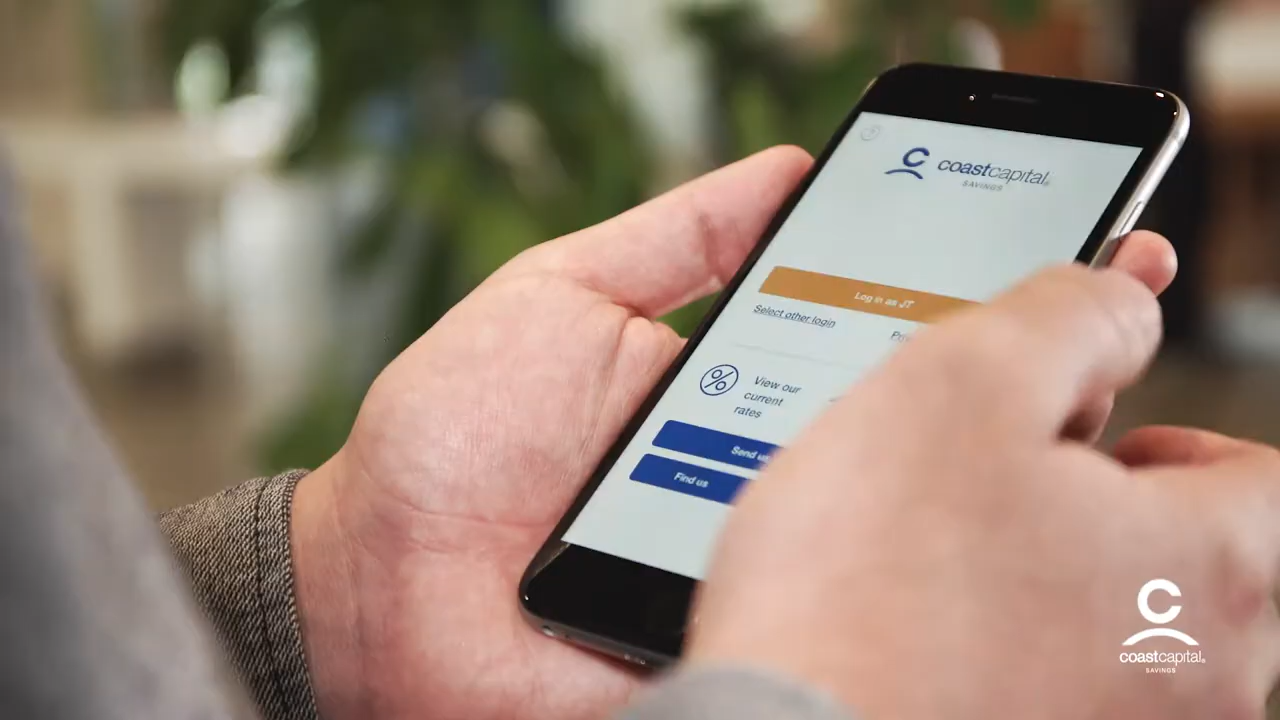 coastcapital®
SAVINGS
Log in as JT
Select other login
View our
current
rates
Send us
Find us
coastcapital®
SAVINGS